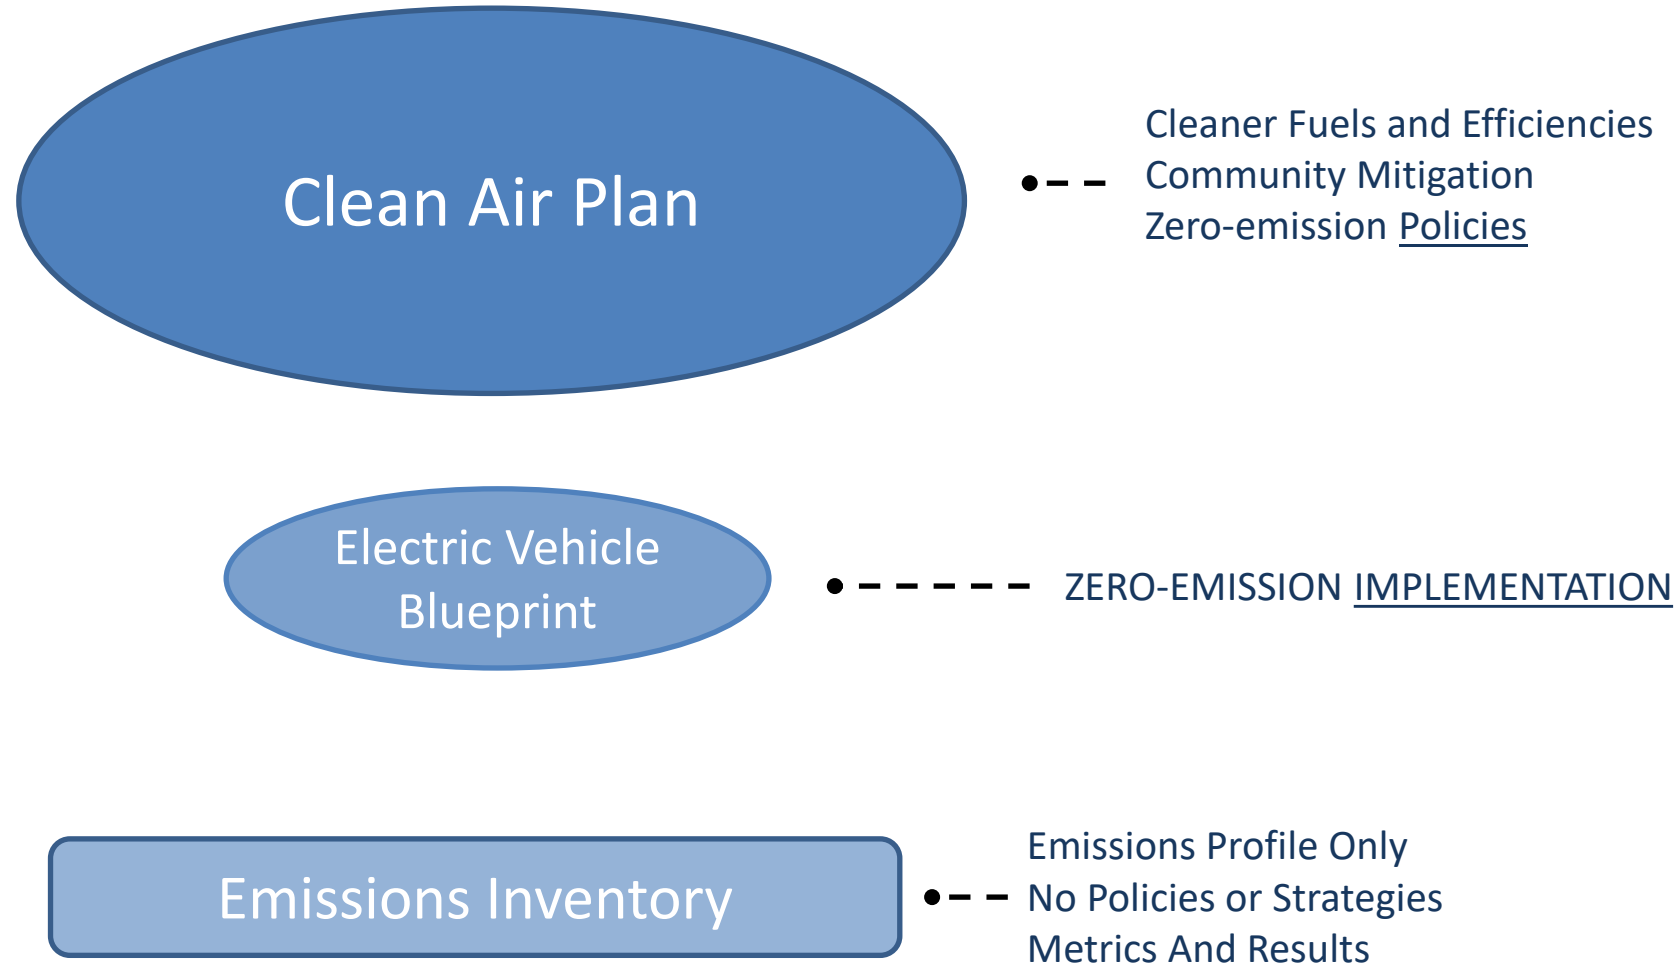 Clean Air Plan
Cleaner Fuels and Efficiencies
Community Mitigation
Zero-emission Policies
Electric Vehicle
Blueprint
ZERO-EMISSION IMPLEMENTATION
Emissions Inventory
Emissions Profile Only
No Policies or Strategies
Metrics And Results